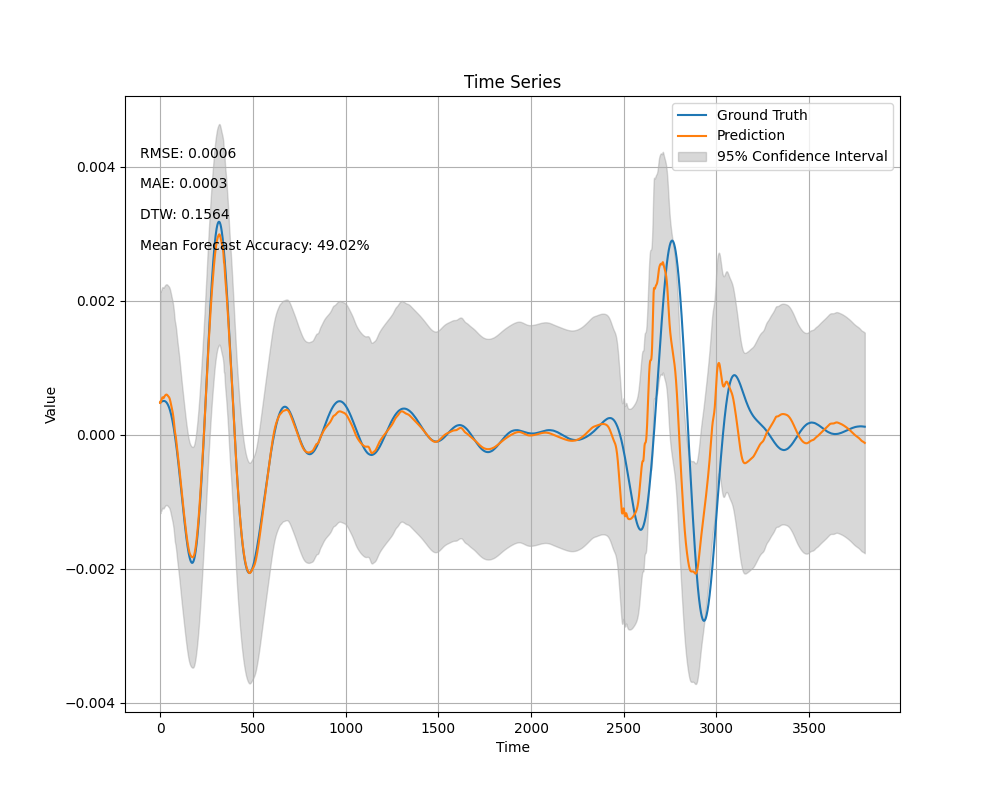 Time Series
Ground Truth
Prediction
95% Confidence Interval
RMSE: 0.0006
MAE: 0.0003
DTW: 0.1564
Mean Forecast Accuracy: 49.02%
0.004
0.002
0.000
−0.002
−0.004
Value
0 500 1000 1500 2000 2500 3000 3500
Time